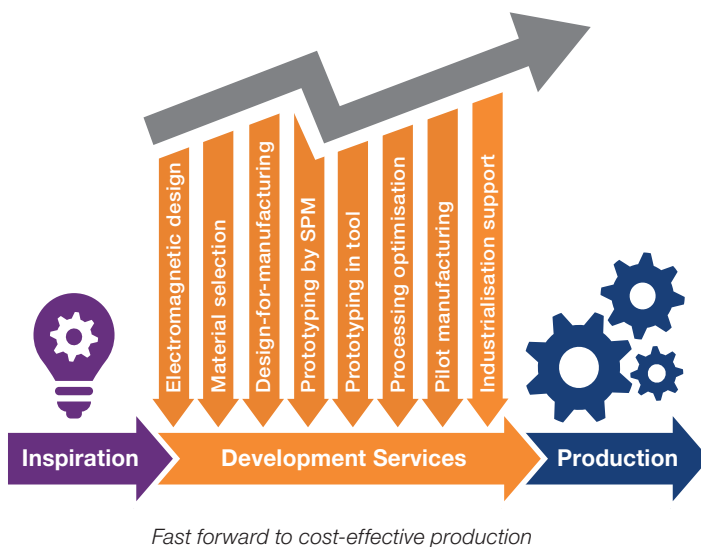 Electromagnetic design
Material selection
Design-for-manufacturing
Prototyping by SPM
Prototyping in tool
Processing optimisation
Pilot manufacturing
Industrialisation support
Inspiration
Development Services
Production
Fast forward to cost-effective production